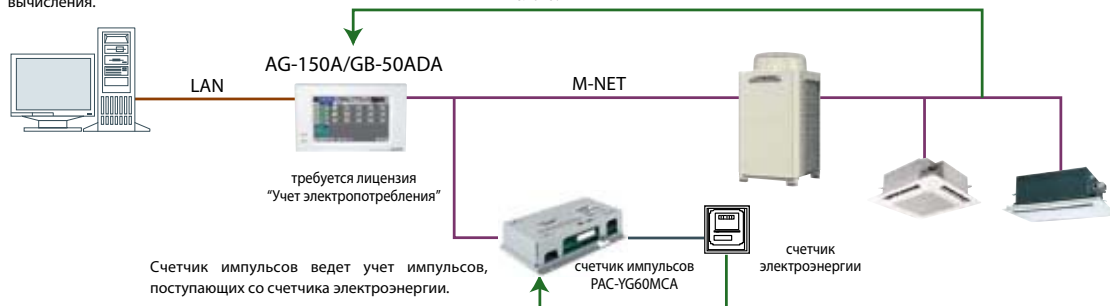 вычисления.
AG-150A/GB-50ADA
LAN
M-NET
требуется лицензия
“Учет электропотребления”
счетчик
электроэнергии
счетчик импульсов
PAC-YG60MCA
Счетчик импульсов ведет учет импульсов,
поступающих со счетчика электроэнергии.